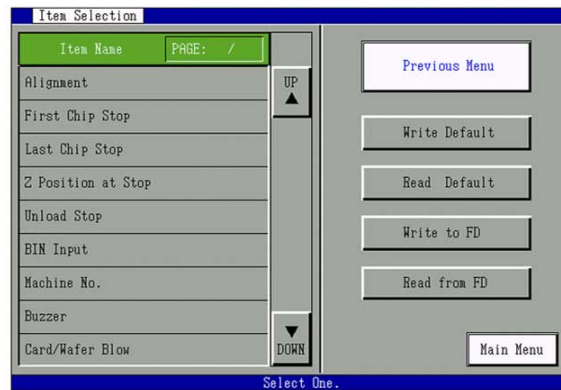 Item Selection
Item Name PAGE: /
Alignment
First Chip Stop
Last Chip Stop
Z Position at Stop
Unload Stop
BIN Input
Machine No.
Buzzer
Card/Wafer Blow
UP
DOWN
Previous Menu
Write Default
Read Default
Write to FD
Read from FD
Main Menu
Select One.